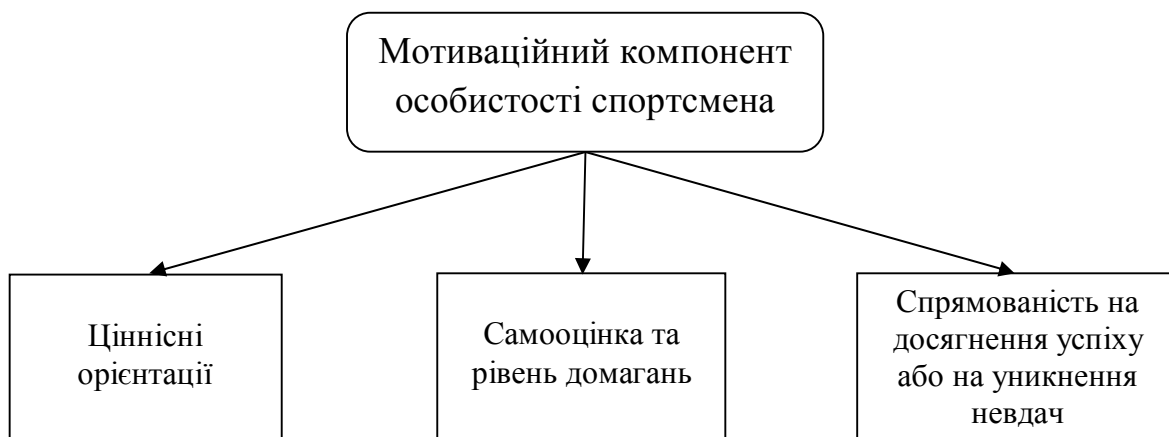 Мотиваційний компонент
особистості спортсмена
Ціннісні
орієнтації
Самооцінка та
рівень домагань
Спрямованість на
досягнення успіху
або на уникнення
невдач